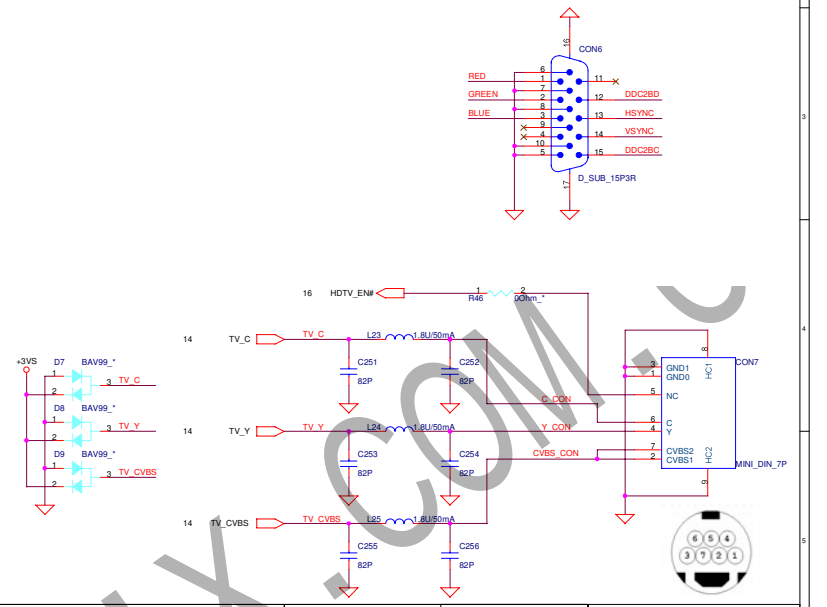 16
CON6
6
RED
1
11
7
GREEN
2
12
DDC2BD
8
BLUE
3
13
HSYNC
3
9
4
14
VSYNC
10
5
15
DDC2BC
17
D_SUB_15P3R
16
HDTV_EN#
1
2
R46
0Ohm_*
4
14
TV_C
TV_C
L23
1.8U/50mA
C251
82P
C252
82P
C_CON
+3VS
D7
BAV99_*
1
2
3
TV_C
D8
BAV99_*
1
2
3
TV_Y
D9
BAV99_*
1
2
3
TV_CVBS
14
TV_Y
TV_Y
L24
1.8U/50mA
Y_CON
C253
82P
C254
82P
CVBS_CON
14
TV_CVBS
TV_CVBS
L25
1.8U/50mA
C255
82P
C256
82P
8
CON7
3
GND1
HC1
1
GND0
5
NC
6
C
4
Y
7
CVBS2
2
CVBS1
HC2
MINI_DIN_7P
9
5
6 5 4
3 7 2 1
X.COM.